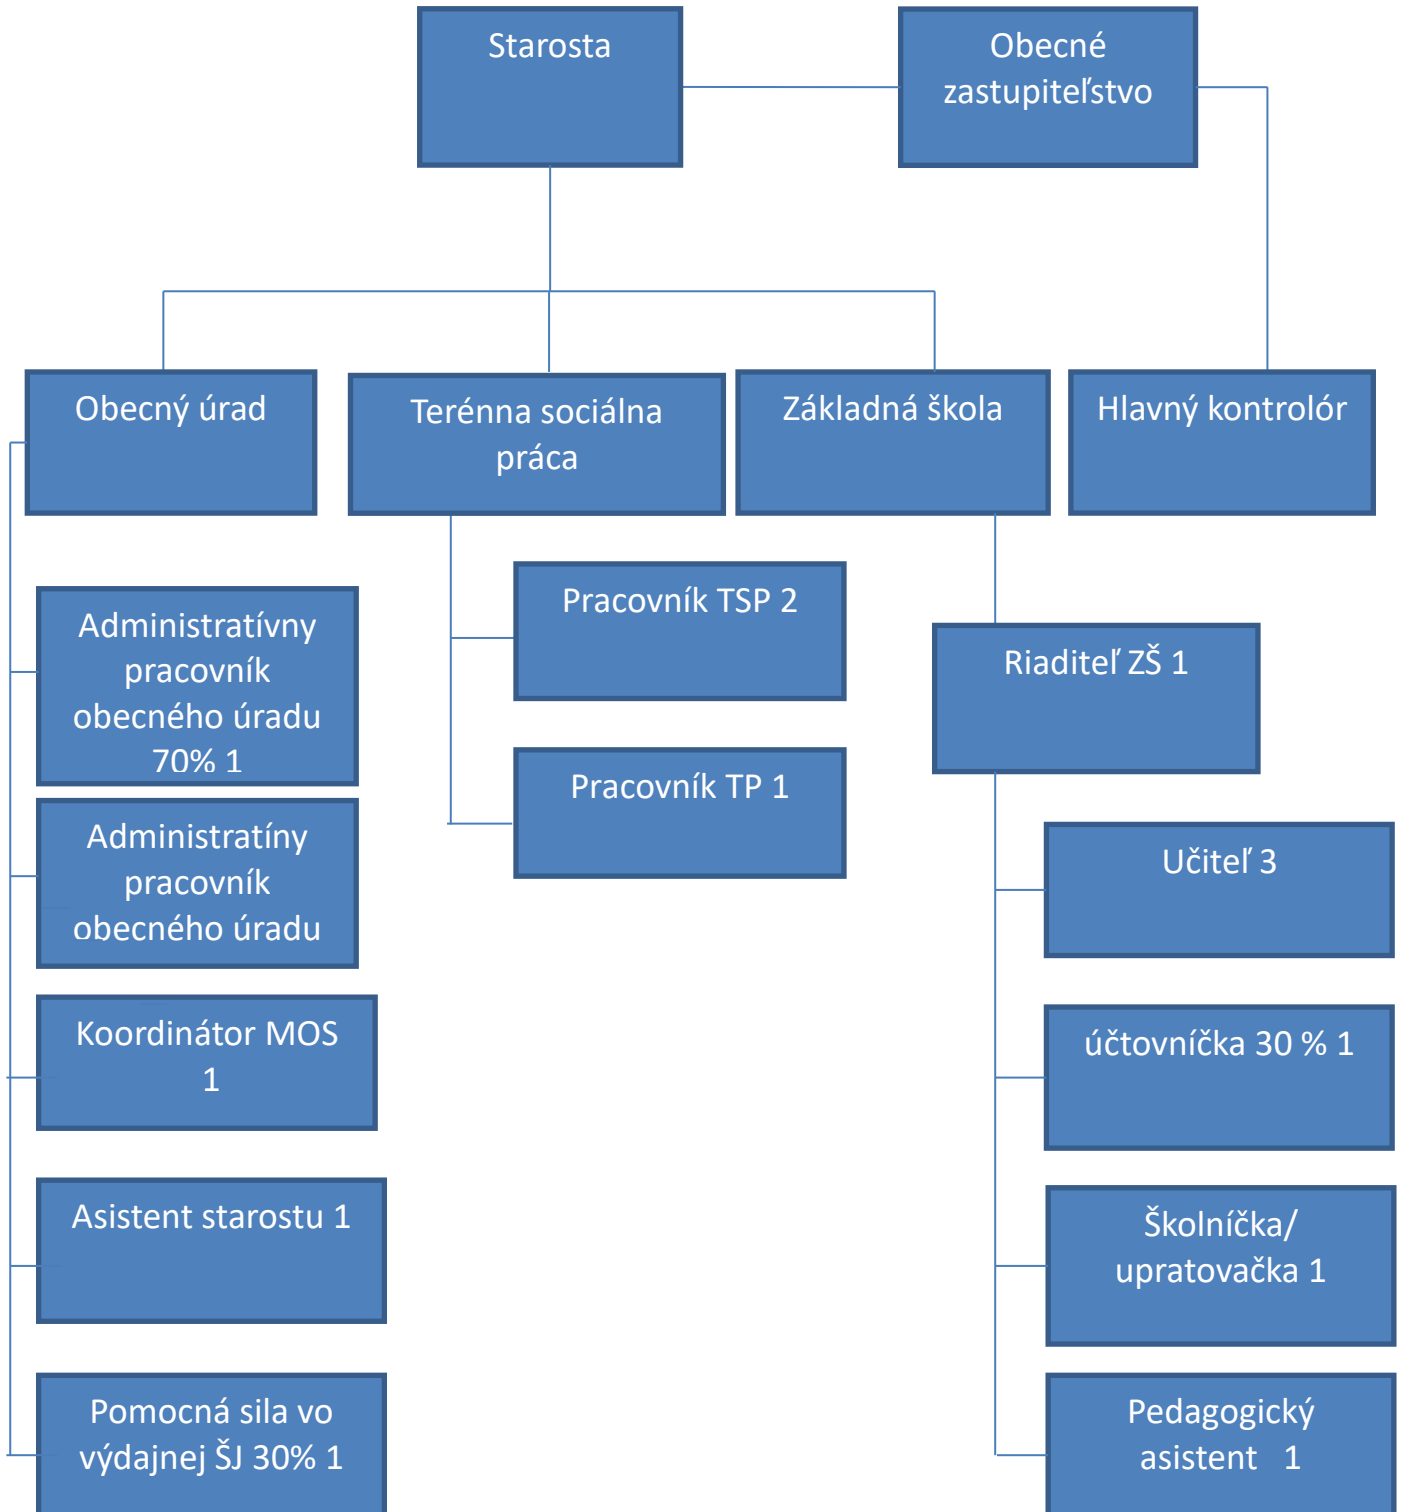 Starosta
Obecné
zastupiteľstvo
Obecný úrad
Terénna sociálna
práca
Základná škola
Hlavný kontrolór
Administratívny
pracovník
obecného úradu
70% 1
Administratíny
pracovník
obecného úradu
Koordinátor MOS
1
Asistent starostu 1
Pomocná sila vo
výdajnej ŠJ 30% 1
Pracovník TSP 2
Pracovník TP 1
Riaditeľ ZŠ 1
Učiteľ 3
účtovníčka 30 % 1
Školníčka/
upratovačka 1
Pedagogický
asistent 1